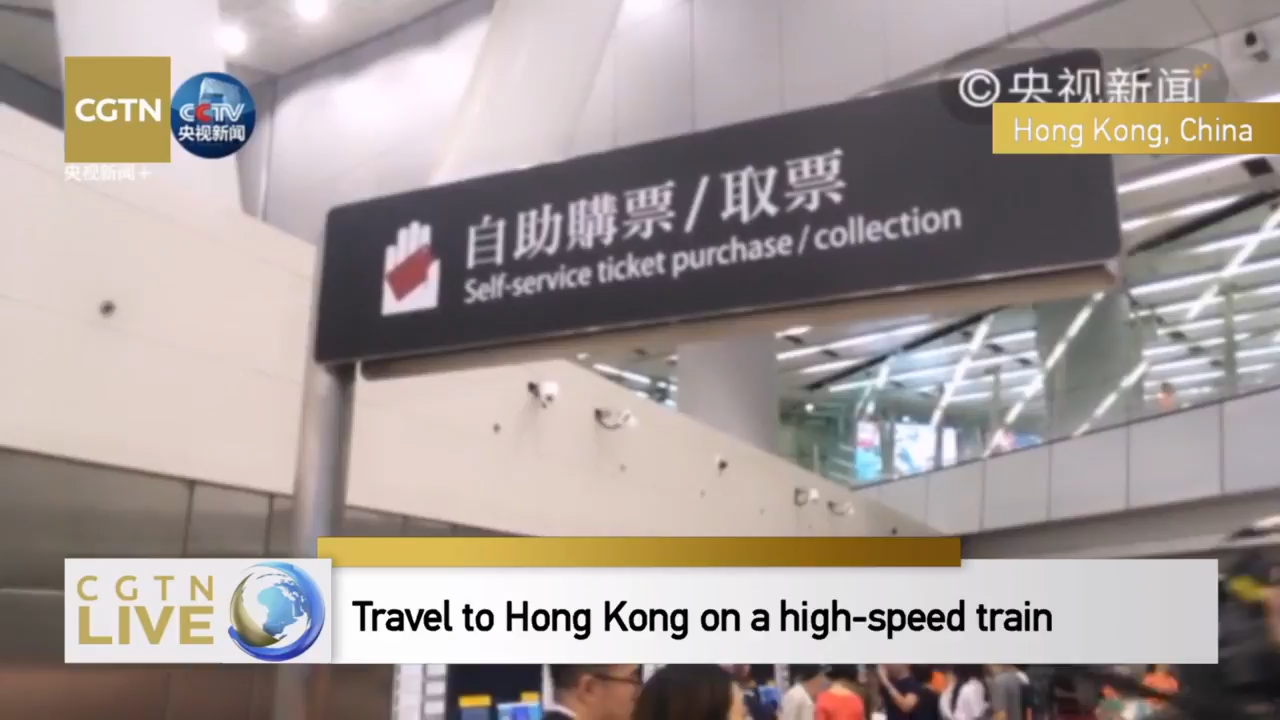 CGTN
CCTV
央视新闻
央视新闻+
©央视新闻
Hong Kong, China
自助購票/取票
Self-service ticket purchase/collection
CGTN
LIVE
Travel to Hong Kong on a high-speed train